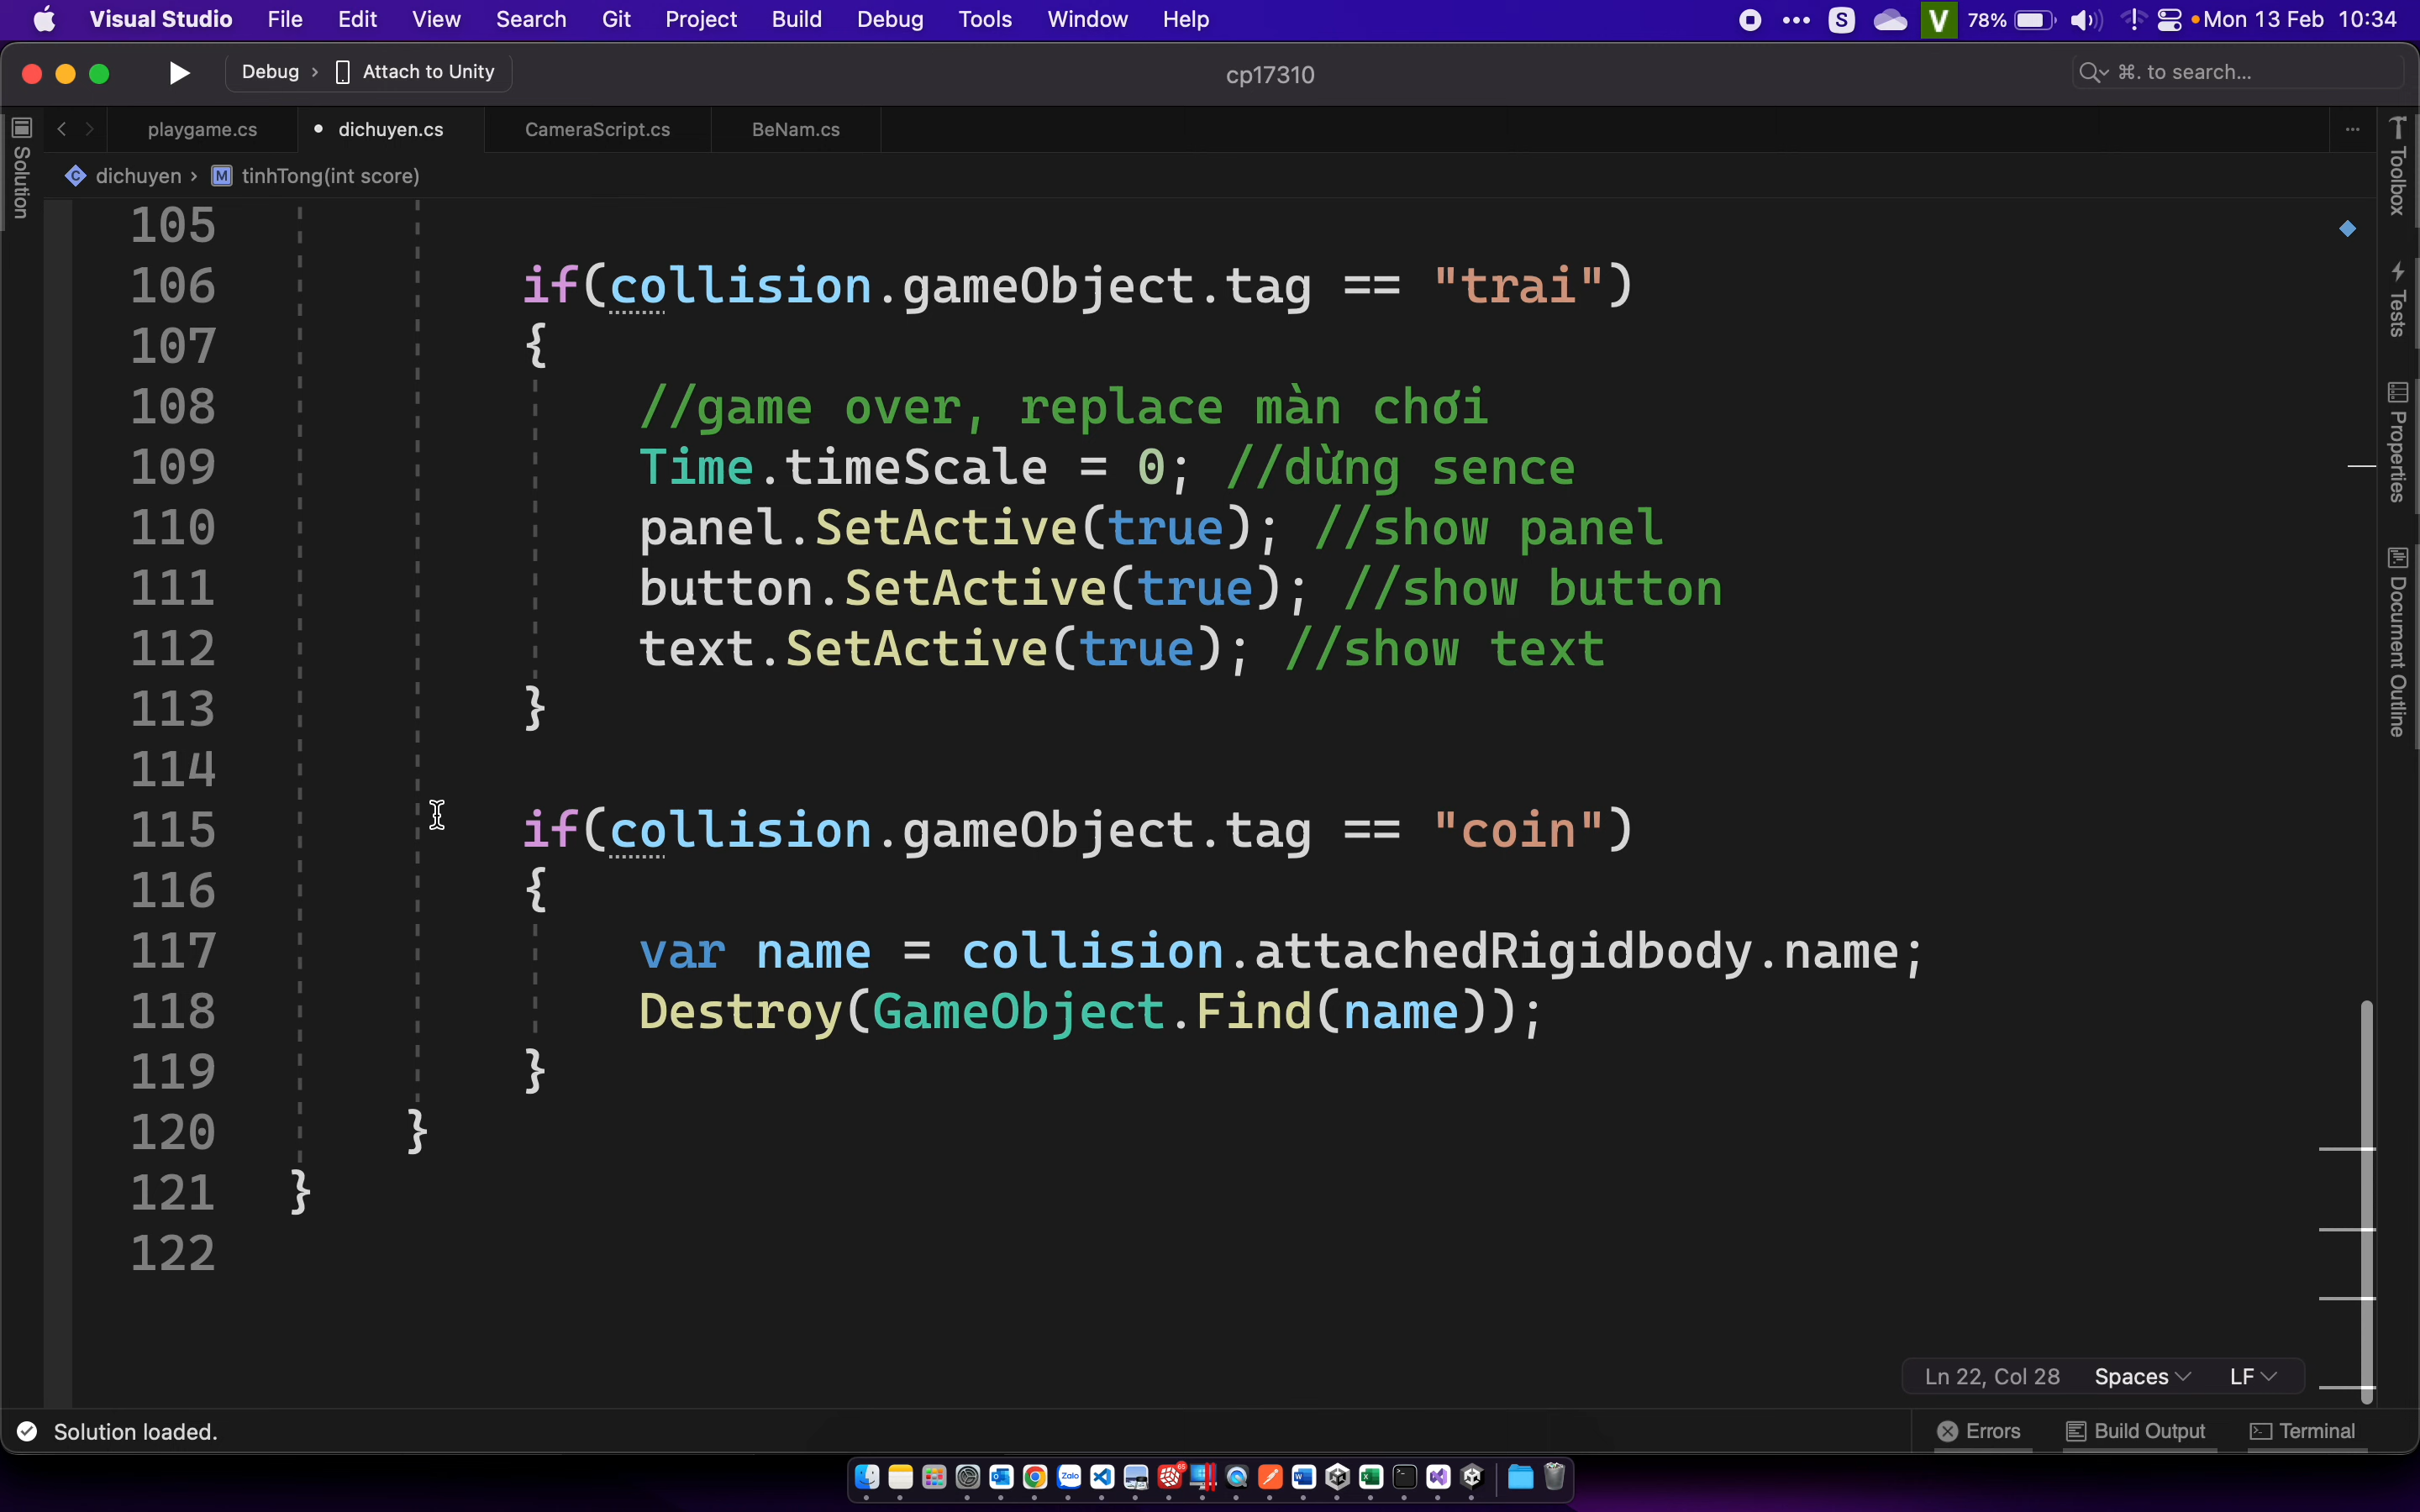 Visual Studio File Edit View Search Git Project Build Debug Tools Window Help S V 78% Mon 13 Feb 10:34
Debug › Attach to Unity cp17310 ⌘. to search...
playgame.cs • dichuyen.cs CameraScript.cs BeNam.cs ...
Solution
C dichuyen › M tinhTong(int score)
105
106 if(collision.gameObject.tag == "trai")
107 {
108 //game over, replace màn chơi
109 Time.timeScale = 0; //dừng sence
110 panel.SetActive(true); //show panel
111 button.SetActive(true); //show button
112 text.SetActive(true); //show text
113 }
114
115 if(collision.gameObject.tag == "coin")
116 {
117 var name = collision.attachedRigidbody.name;
118 Destroy(GameObject.Find(name));
119 }
120 }
121 }
122
Toolbox
Tests
Properties
Document Outline
Ln 22, Col 28 Spaces LF
Solution loaded. Errors Build Output Terminal
Zalo